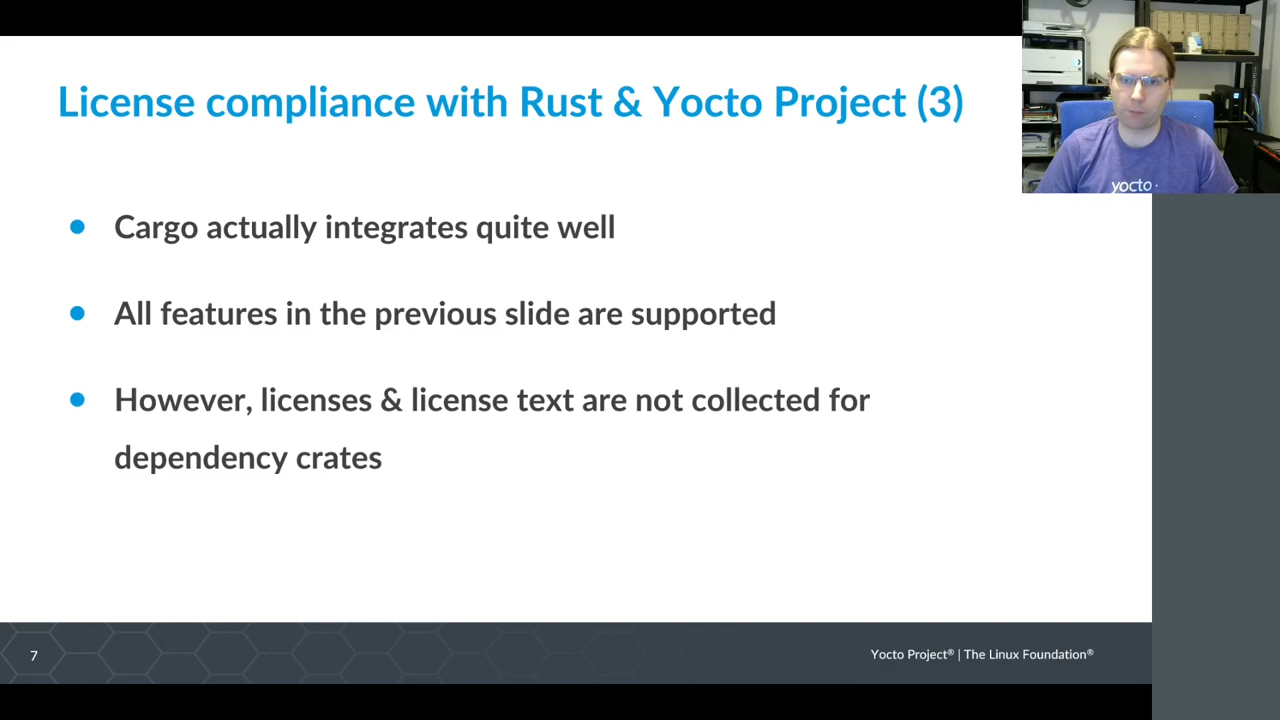 License compliance with Rust & Yocto Project (3)
yocto
● Cargo actually integrates quite well
● All features in the previous slide are supported
● However, licenses & license text are not collected for
dependency crates
7
Yocto Project® | The Linux Foundation®